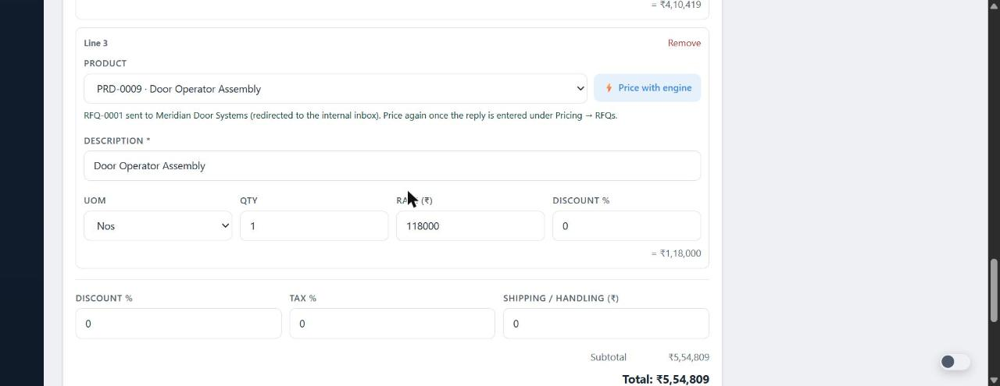 = ₹4,10,419
Line 3
Remove
PRODUCT
PRD-0009 · Door Operator Assembly
Price with engine
RFQ-0001 sent to Meridian Door Systems (redirected to the internal inbox). Price again once the reply is entered under Pricing → RFQs.
DESCRIPTION *
Door Operator Assembly
UOM QTY (₹) DISCOUNT %
Nos 1 118000 0
= ₹1,18,000
DISCOUNT % TAX % SHIPPING / HANDLING (₹)
0 0 0
Subtotal ₹5,54,809
Total: ₹5,54,809